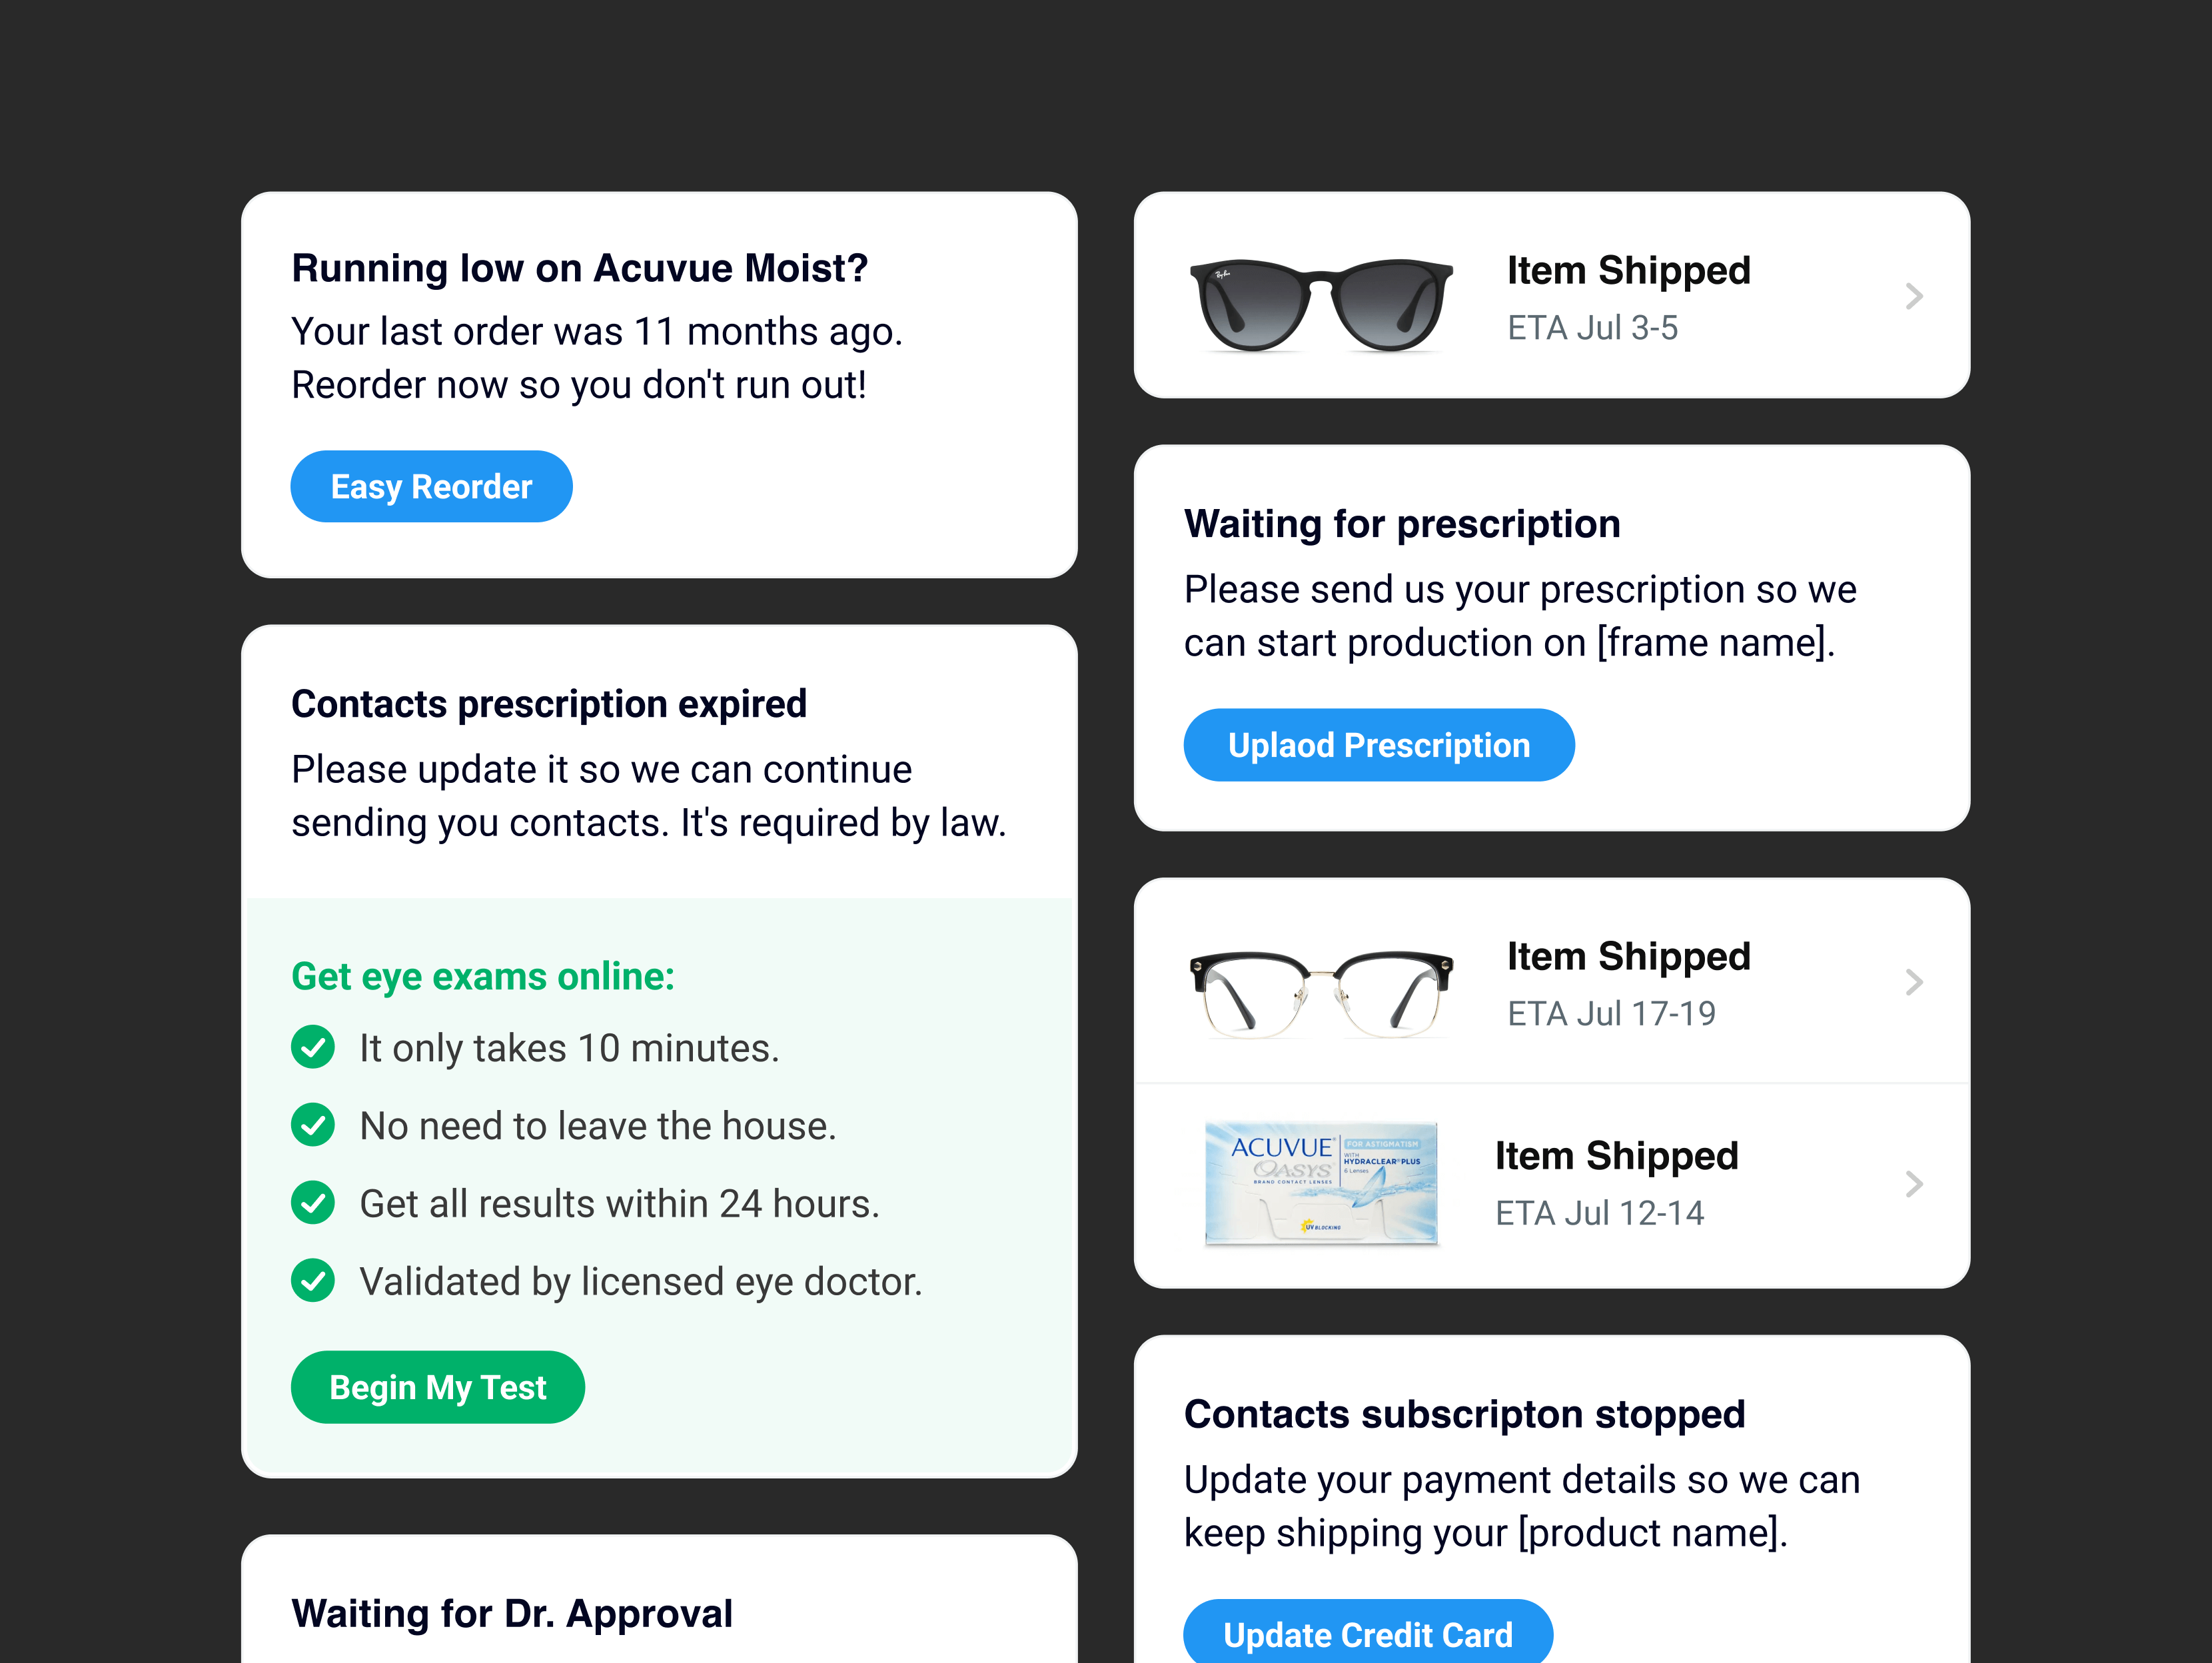 Running low on Acuvue Moist?
Your last order was 11 months ago.
Reorder now so you don't run out!
Easy Reorder
Contacts prescription expired
Please update it so we can continue
sending you contacts. It's required by law.
Get eye exams online:
It only takes 10 minutes.
No need to leave the house.
Get all results within 24 hours.
Validated by licensed eye doctor.
Begin My Test
Waiting for Dr. Approval
Ray-Ban
Item Shipped
ETA Jul 3-5
Waiting for prescription
Please send us your prescription so we
can start production on [frame name].
Uplaod Prescription
Item Shipped
ETA Jul 17-19
ACUVUE®
OASYS®
BRAND CONTACT LENSES
FOR ASTIGMATISM
WITH
HYDRACLEAR® PLUS
6 Lenses
UV BLOCKING
Item Shipped
ETA Jul 12-14
Contacts subscripton stopped
Update your payment details so we can
keep shipping your [product name].
Update Credit Card